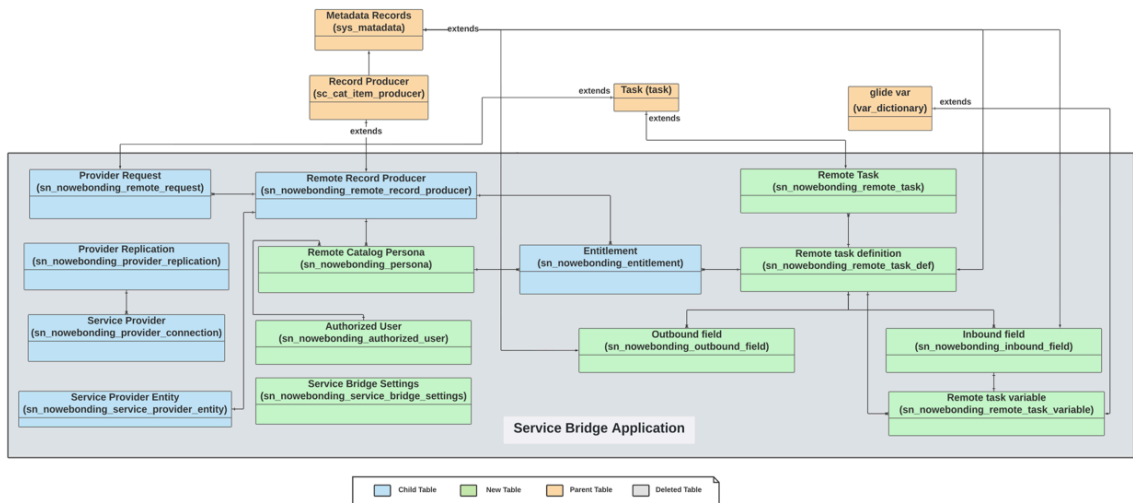 Metadata Records
(sys_matadata)
extends
Record Producer
(sc_cat_item_producer)
extends
Task (task)
extends
glide var
(var_dictionary)
extends
extends
Provider Request
(sn_nowebonding_remote_request)
Remote Record Producer
(sn_nowebonding_remote_record_producer)
Remote Task
(sn_nowebonding_remote_task)
Provider Replication
(sn_nowebonding_provider_replication)
Remote Catalog Persona
(sn_nowebonding_persona)
Entitlement
(sn_nowebonding_entitlement)
Remote task definition
(sn_nowebonding_remote_task_def)
Service Provider
(sn_nowebonding_provider_connection)
Authorized User
(sn_nowebonding_authorized_user)
Outbound field
(sn_nowebonding_outbound_field)
Inbound field
(sn_nowebonding_inbound_field)
Service Provider Entity
(sn_nowebonding_service_provider_entity)
Service Bridge Settings
(sn_nowebonding_service_bridge_settings)
Remote task variable
(sn_nowebonding_remote_task_variable)
Service Bridge Application
Child Table
New Table
Parent Table
Deleted Table